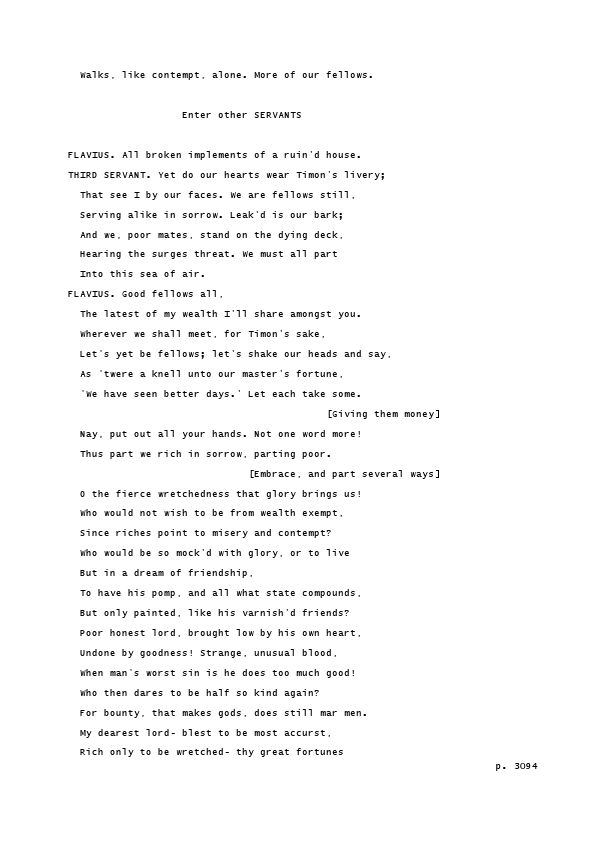 Walks, like contempt, alone. More of our fellows.
Enter other SERVANTS
FLAVIUS. All broken implements of a ruin'd house.
THIRD SERVANT. Yet do our hearts wear Timon's livery;
That see I by our faces. We are fellows still,
Serving alike in sorrow. Leak'd is our bark;
And we, poor mates, stand on the dying deck,
Hearing the surges threat. We must all part
Into this sea of air.
FLAVIUS. Good fellows all,
The latest of my wealth I'll share amongst you.
Wherever we shall meet, for Timon's sake,
Let's yet be fellows; let's shake our heads and say,
As 'twere a knell unto our master's fortune,
'We have seen better days.' Let each take some.
[Giving them money]
Nay, put out all your hands. Not one word more!
Thus part we rich in sorrow, parting poor.
[Embrace, and part several ways]
O the fierce wretchedness that glory brings us!
Who would not wish to be from wealth exempt,
Since riches point to misery and contempt?
Who would be so mock'd with glory, or to live
But in a dream of friendship,
To have his pomp, and all what state compounds,
But only painted, like his varnish'd friends?
Poor honest lord, brought low by his own heart,
Undone by goodness! Strange, unusual blood,
When man's worst sin is he does too much good!
Who then dares to be half so kind again?
For bounty, that makes gods, does still mar men.
My dearest lord- blest to be most accurst,
Rich only to be wretched- thy great fortunes
p. 3094